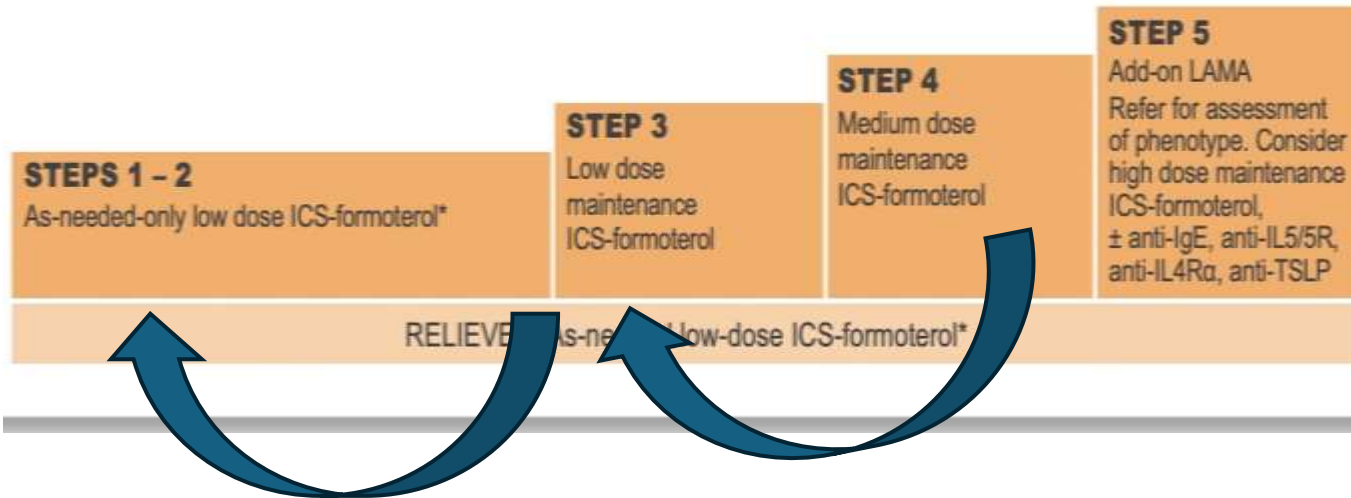 STEP 5
Add-on LAMA
Refer for assessment
of phenotype. Consider
high dose maintenance
ICS-formoterol,
± anti-IgE, anti-IL5/5R,
anti-IL4Rα, anti-TSLP
STEP 4
Medium dose
maintenance
ICS-formoterol
STEP 3
Low dose
maintenance
ICS-formoterol
STEPS 1 – 2
As-needed-only low dose ICS-formoterol*
low-dose ICS-formoterol*